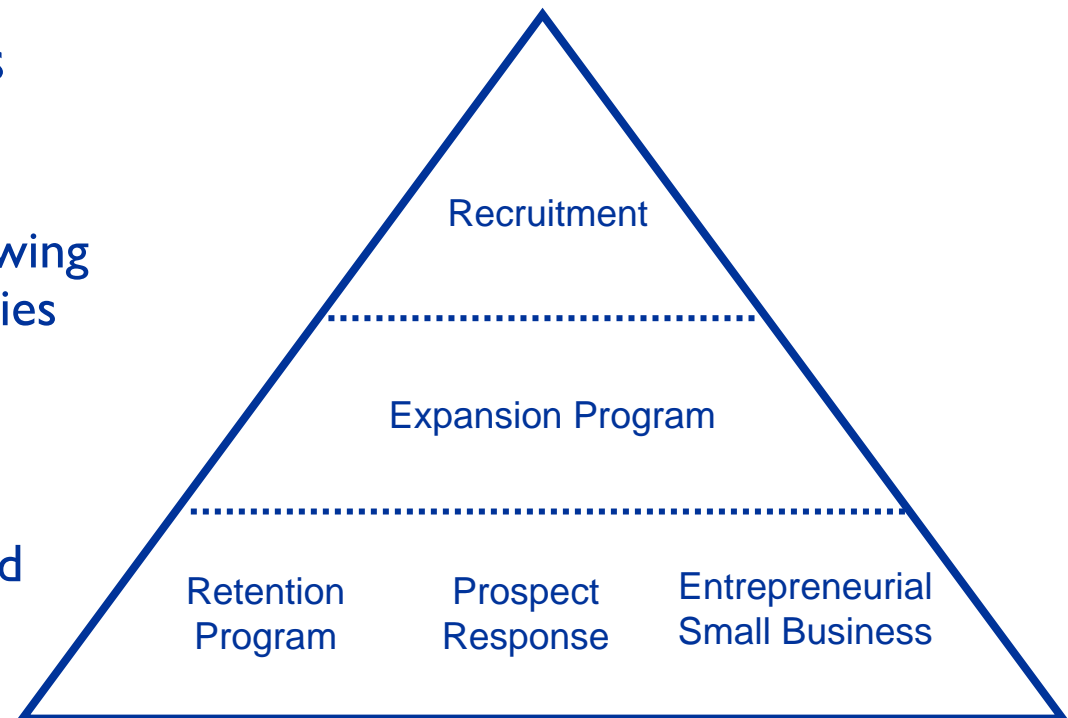 s
Recruitment
wing
ies
Expansion Program
d
Retention
Program
Prospect
Response
Entrepreneurial
Small Business